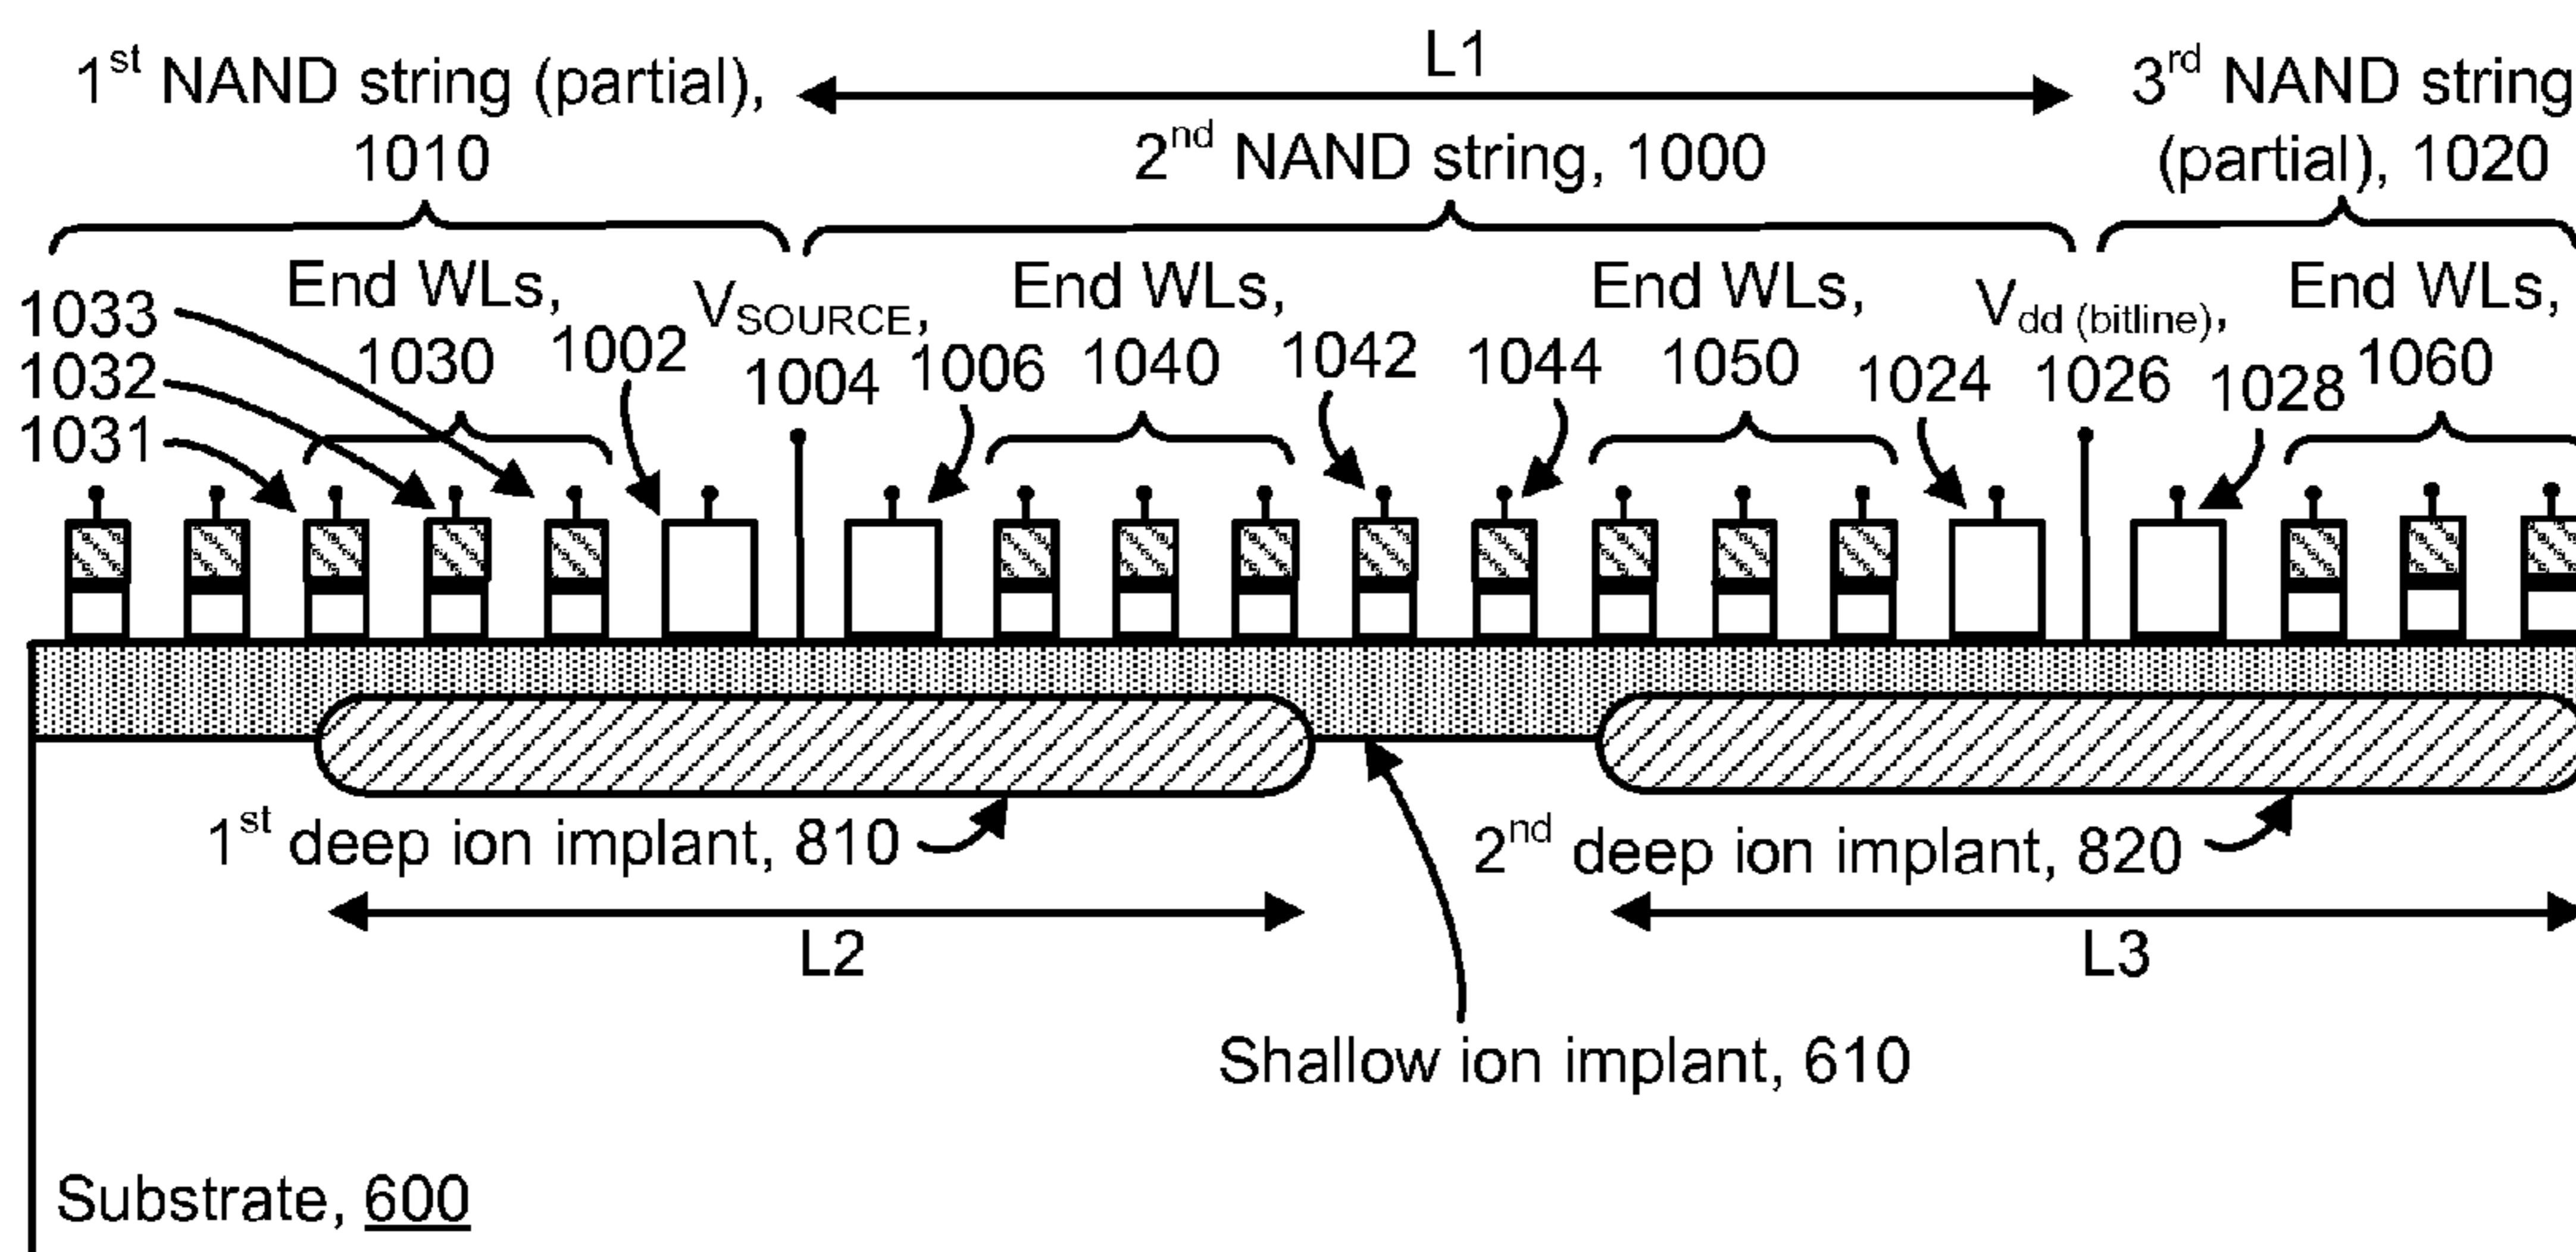 L1
1st NAND string (partial),
1010
2nd NAND string, 1000
3rd NAND string
(partial), 1020
1033
1032
1031
End WLs,
1030
1002
VSOURCE,
1004
1006
End WLs,
1040
1042
1044
End WLs,
1050
1024
Vdd (bitline),
1026
1028
End WLs,
1060
1st deep ion implant, 810
2nd deep ion implant, 820
L2
L3
Shallow ion implant, 610
Substrate, 600